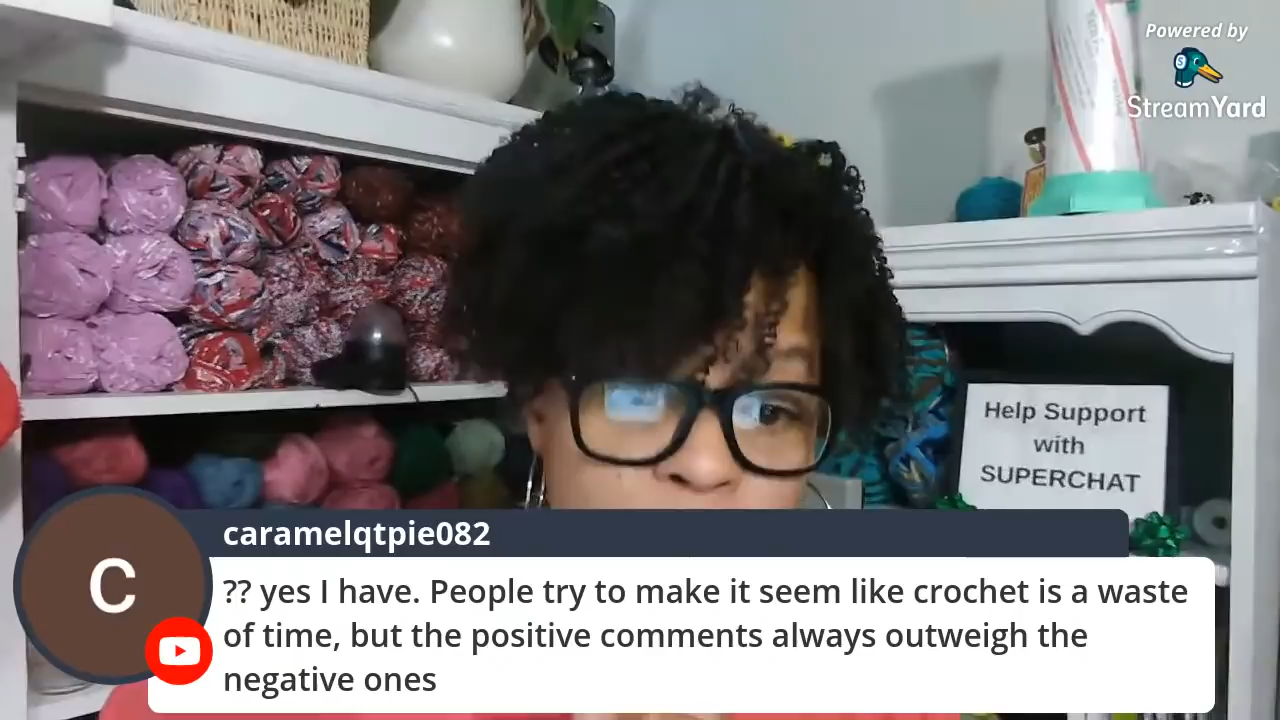 Powered by
StreamYard
Help Support
with
SUPERCHAT
caramelqtpie082
C
?? yes I have. People try to make it seem like crochet is a waste
of time, but the positive comments always outweigh the
negative ones